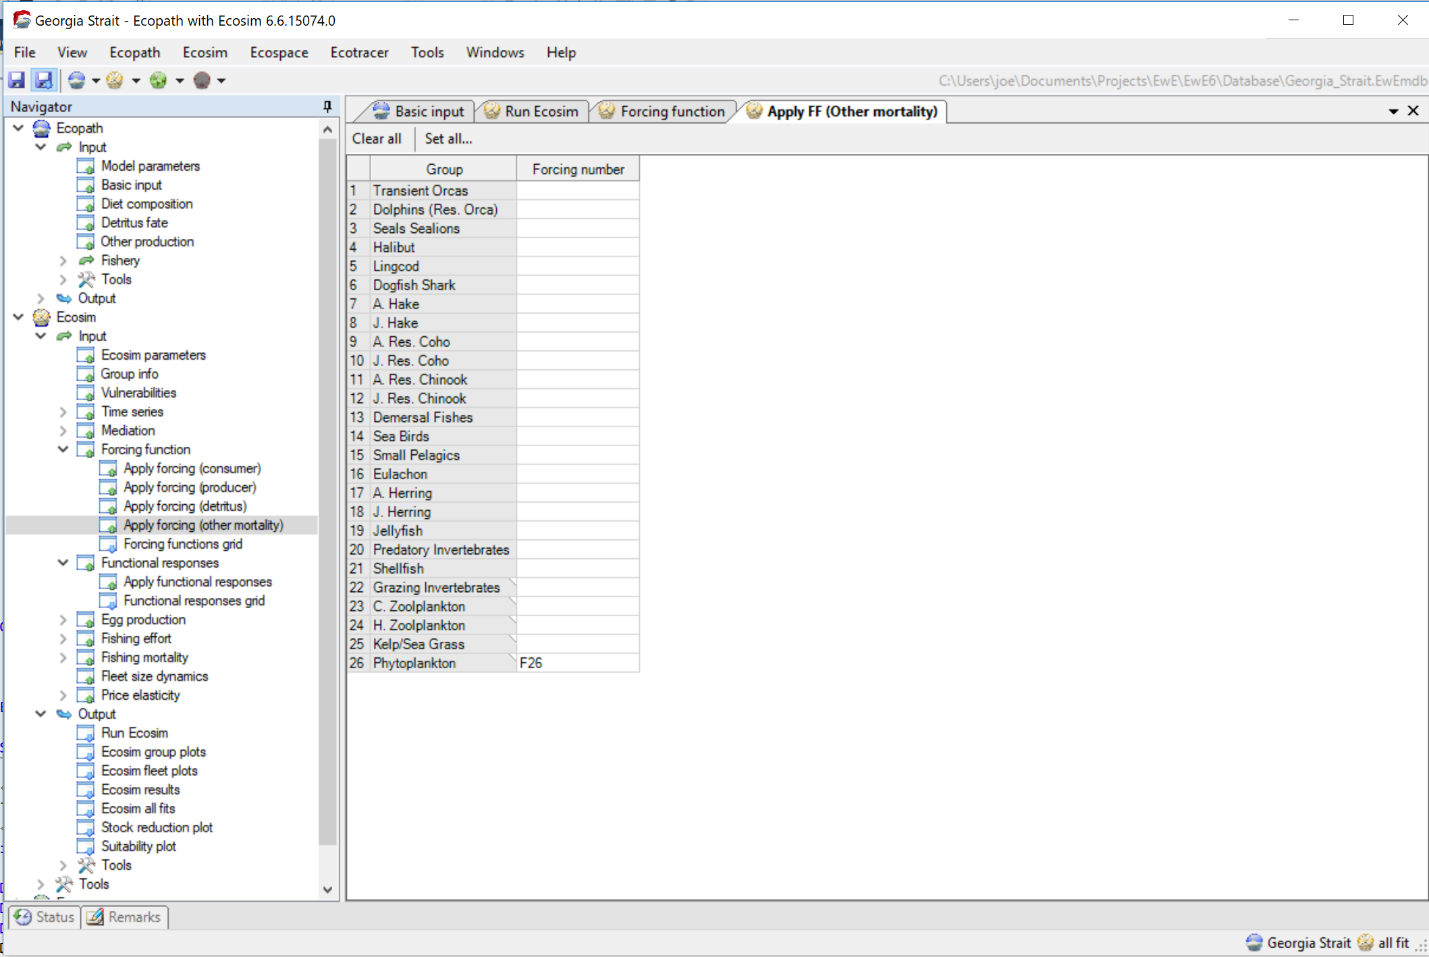 Georgia Strait - Ecopath with Ecosim 6.6.15074.0
File View Ecopath Ecosim Ecospace Ecotracer Tools Windows Help
C:\Users\joe\Documents\Projects\EwE\EwE6\Database\Georgia_Strait.EwEmdb
Navigator
Ecopath
Input
Model parameters
Basic input
Diet composition
Detritus fate
Other production
Fishery
Tools
Output
Ecosim
Input
Ecosim parameters
Group info
Vulnerabilities
Time series
Mediation
Forcing function
Apply forcing (consumer)
Apply forcing (producer)
Apply forcing (detritus)
Apply forcing (other mortality)
Forcing functions grid
Functional responses
Apply functional responses
Functional responses grid
Egg production
Fishing effort
Fishing mortality
Fleet size dynamics
Price elasticity
Output
Run Ecosim
Ecosim group plots
Ecosim fleet plots
Ecosim results
Ecosim all fits
Stock reduction plot
Suitability plot
Tools
Tools
Basic input Run Ecosim Forcing function Apply FF (Other mortality)
Clear all Set all...
Group Forcing number
1 Transient Orcas
2 Dolphins (Res. Orca)
3 Seals Sealions
4 Halibut
5 Lingcod
6 Dogfish Shark
7 A. Hake
8 J. Hake
9 A. Res. Coho
10 J. Res. Coho
11 A. Res. Chinook
12 J. Res. Chinook
13 Demersal Fishes
14 Sea Birds
15 Small Pelagics
16 Eulachon
17 A. Herring
18 J. Herring
19 Jellyfish
20 Predatory Invertebrates
21 Shellfish
22 Grazing Invertebrates
23 C. Zoolplankton
24 H. Zoolplankton
25 Kelp/Sea Grass
26 Phytoplankton F26
Status Remarks
Georgia Strait all fit